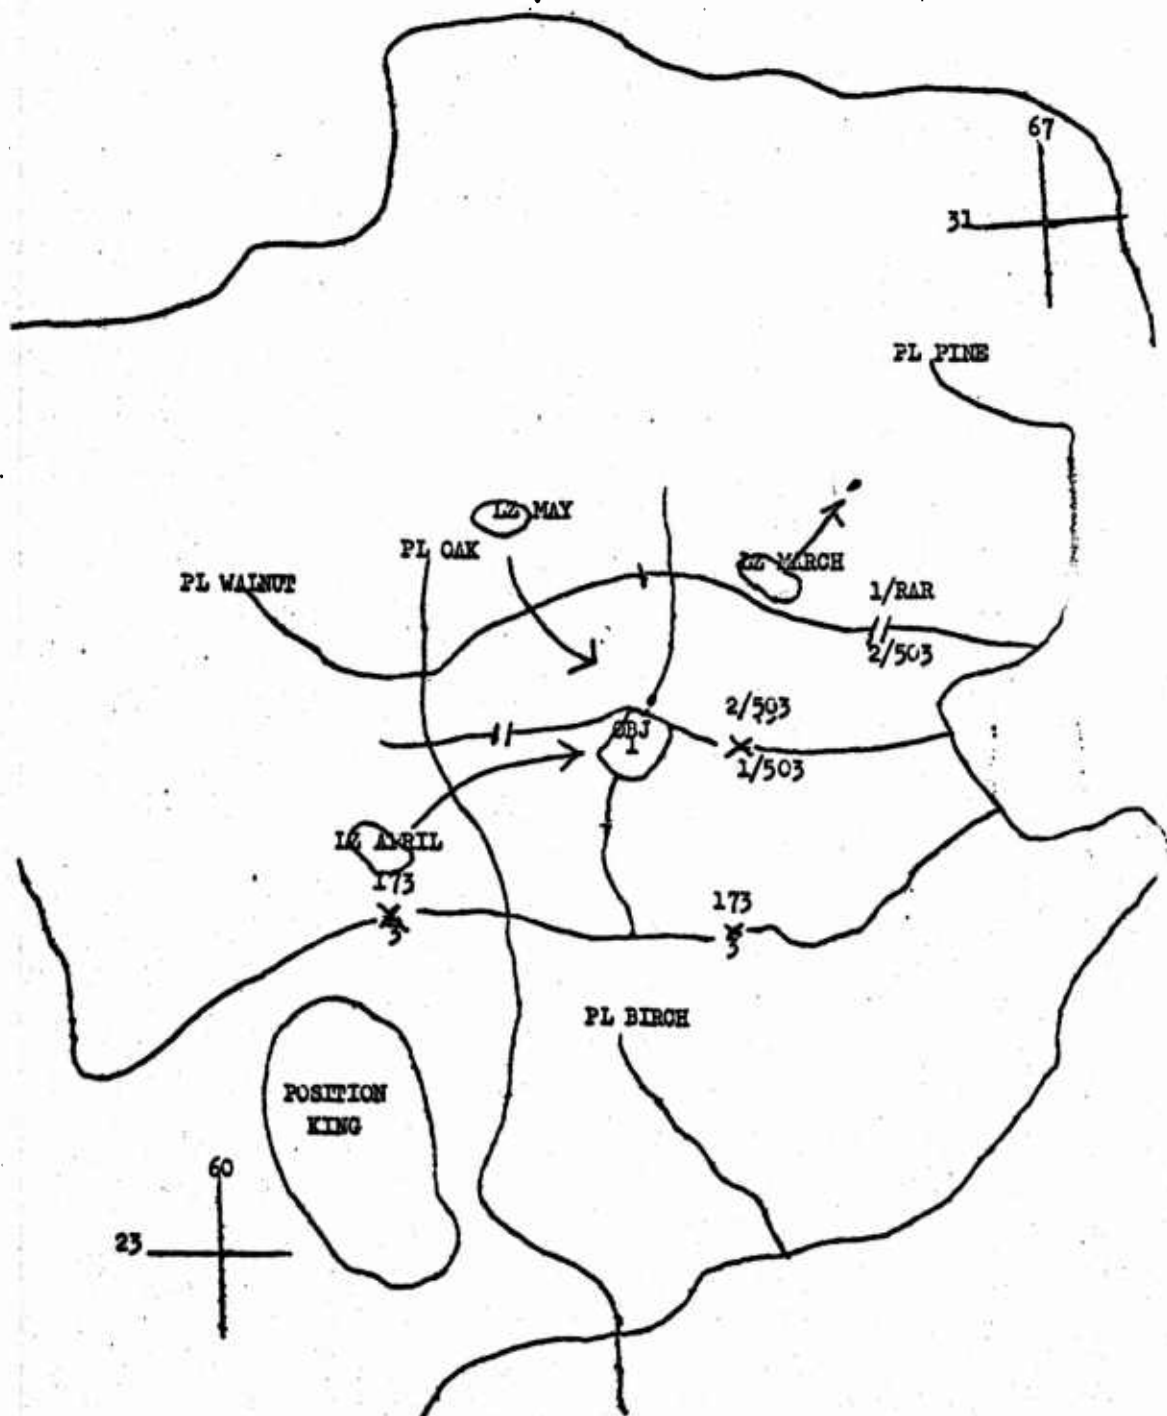 67
31
PL PINE
LZ MAY
PL OAK
LZ MARCH
PL WALNUT
1/RAR
2/503
2/503
OBJ
1
1/503
LZ APRIL
173
3
173
3
PL BIRCH
POSITION
KING
60
23